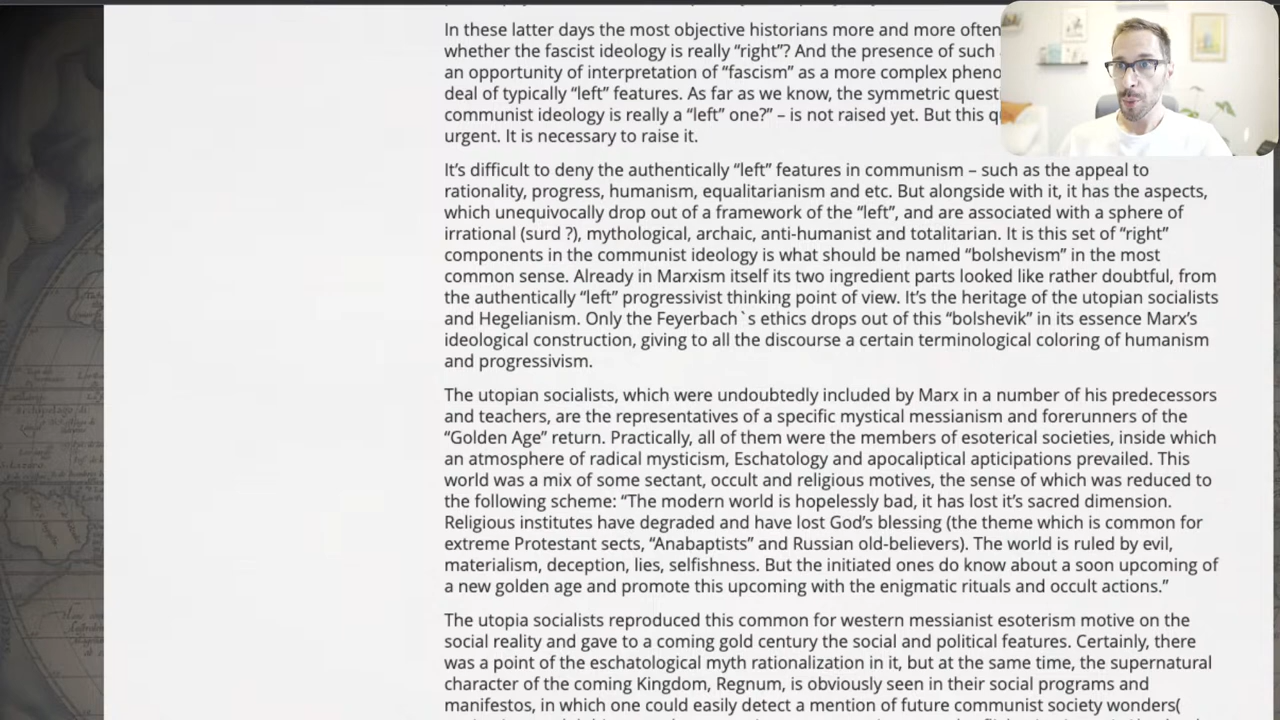 In these latter days the most objective historians more and more often
whether the fascist ideology is really “right”? And the presence of such
an opportunity of interpretation of “fascism” as a more complex
deal of typically “left” features. As far as we know, the symmetric
communist ideology is really a “left” one?” – is not raised yet. But this
urgent. It is necessary to raise it.
It’s difficult to deny the authentically “left” features in communism – such as the appeal to
rationality, progress, humanism, equalitarianism and etc. But alongside with it, it has the aspects,
which unequivocally drop out of a framework of the “left”, and are associated with a sphere of
irrational (surd ?), mythological, archaic, anti-humanist and totalitarian. It is this set of “right”
components in the communist ideology is what should be named “bolshevism” in the most
common sense. Already in Marxism itself its two ingredient parts looked like rather doubtful, from
the authentically “left” progressivist thinking point of view. It’s the heritage of the utopian socialists
and Hegelianism. Only the Feyerbach`s ethics drops out of this “bolshevik” in its essence Marx’s
ideological construction, giving to all the discourse a certain terminological coloring of humanism
and progressivism.
The utopian socialists, which were undoubtedly included by Marx in a number of his predecessors
and teachers, are the representatives of a specific mystical messianism and forerunners of the
“Golden Age” return. Practically, all of them were the members of esoterical societies, inside which
an atmosphere of radical mysticism, Eschatology and apocaliptical apticipations prevailed. This
world was a mix of some sectant, occult and religious motives, the sense of which was reduced to
the following scheme: “The modern world is hopelessly bad, it has lost it’s sacred dimension.
Religious institutes have degraded and have lost God’s blessing (the theme which is common for
extreme Protestant sects, “Anabaptists” and Russian old-believers). The world is ruled by evil,
materialism, deception, lies, selfishness. But the initiated ones do know about a soon upcoming of
a new golden age and promote this upcoming with the enigmatic rituals and occult actions.”
The utopia socialists reproduced this common for western messianist esoterism motive on the
social reality and gave to a coming gold century the social and political features. Certainly, there
was a point of the eschatological myth rationalization in it, but at the same time, the supernatural
character of the coming Kingdom, Regnum, is obviously seen in their social programs and
manifestos, in which one could easily detect a mention of future communist society wonders(